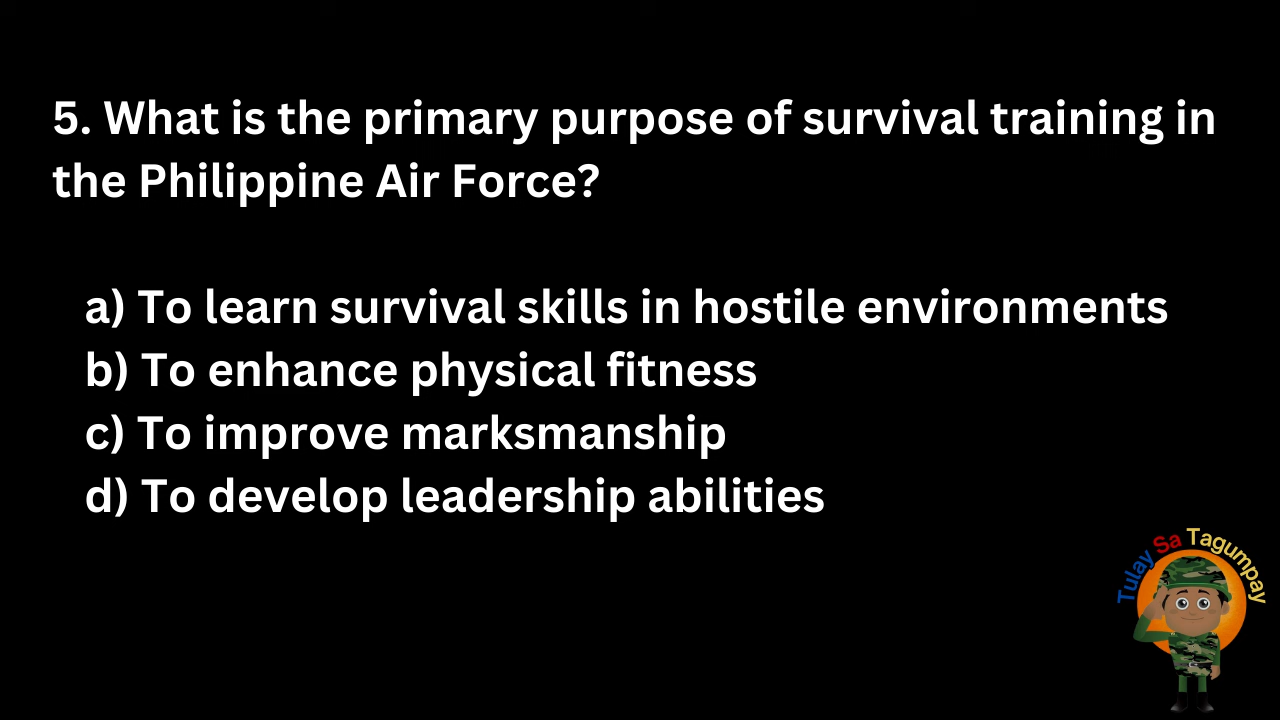 5. What is the primary purpose of survival training in
the Philippine Air Force?
a) To learn survival skills in hostile environments
b) To enhance physical fitness
c) To improve marksmanship
d) To develop leadership abilities
Tulay Sa Tagumpay